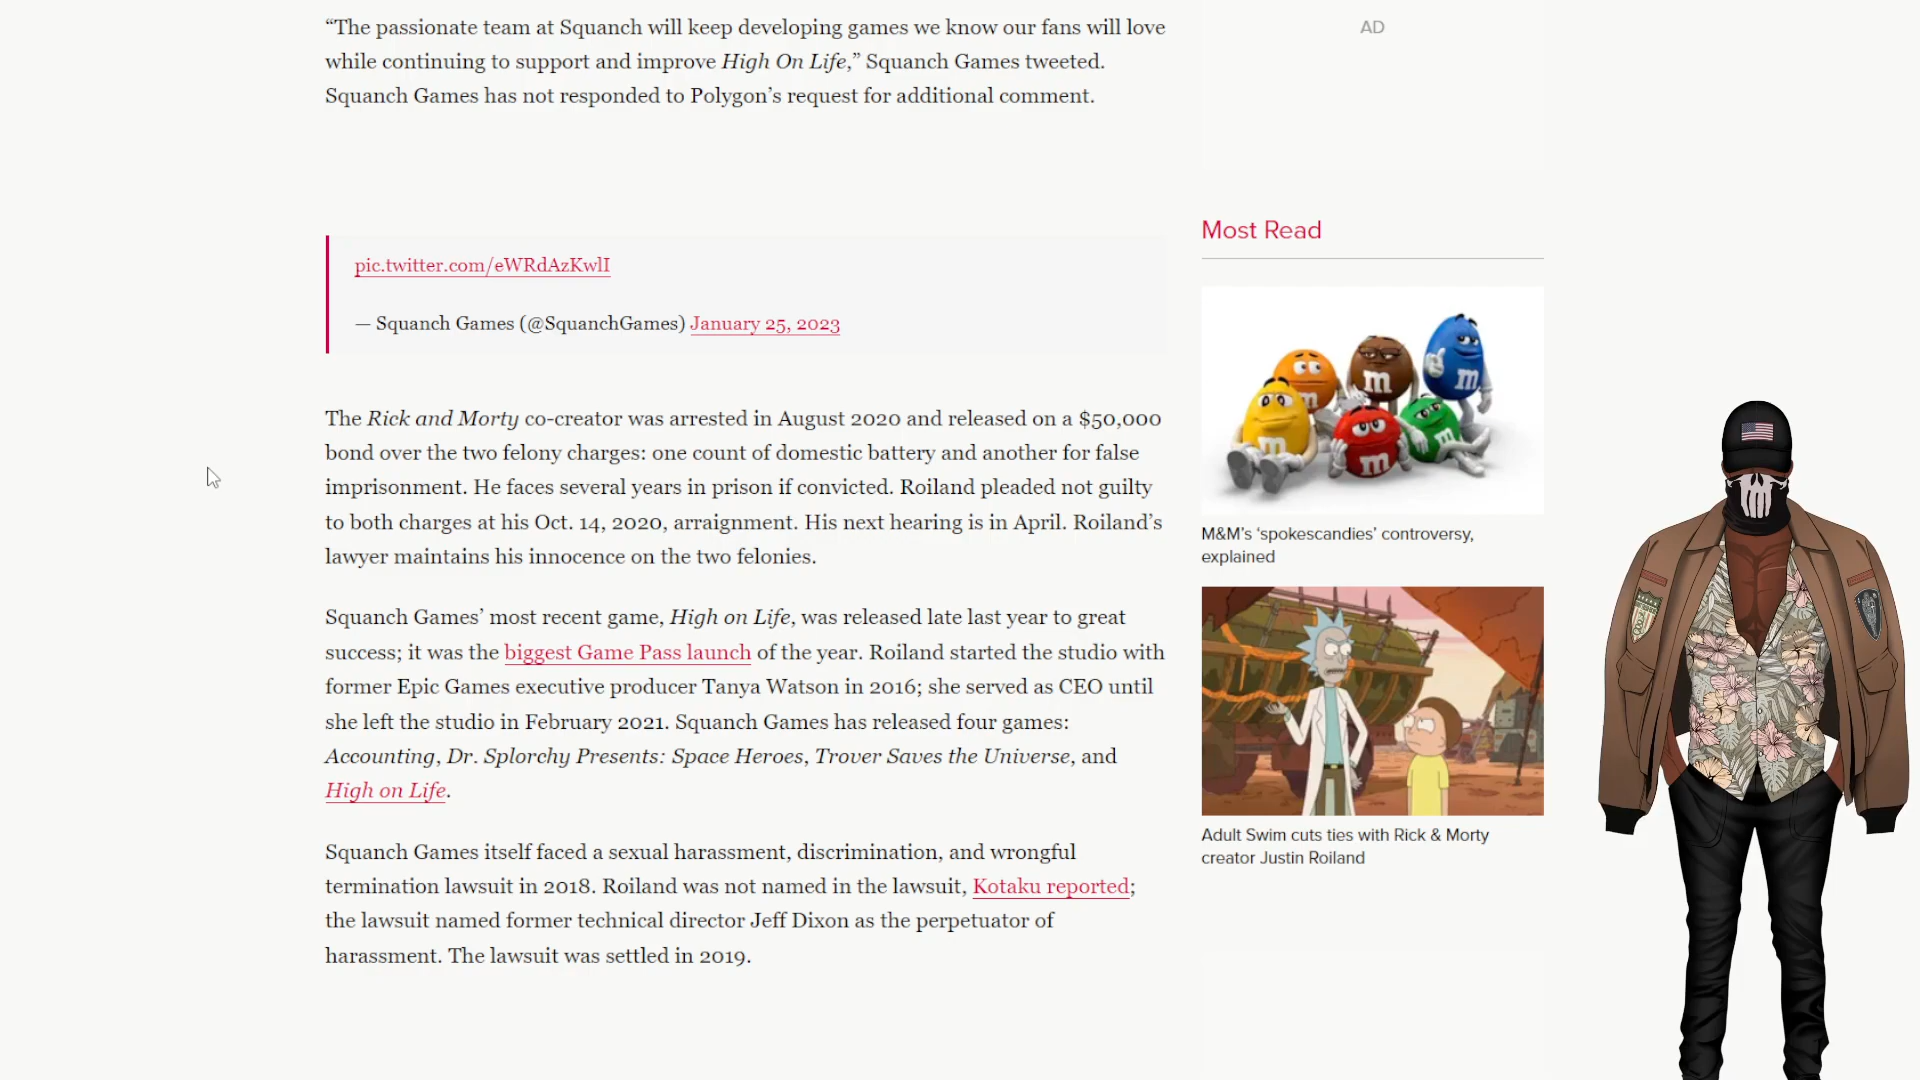 “The passionate team at Squanch will keep developing games we know our fans will love
while continuing to support and improve High On Life,” Squanch Games tweeted.
Squanch Games has not responded to Polygon’s request for additional comment.
pic.twitter.com/eWRdAzKwlI
— Squanch Games (@SquanchGames) January 25, 2023
The Rick and Morty co-creator was arrested in August 2020 and released on a $50,000
bond over the two felony charges: one count of domestic battery and another for false
imprisonment. He faces several years in prison if convicted. Roiland pleaded not guilty
to both charges at his Oct. 14, 2020, arraignment. His next hearing is in April. Roiland’s
lawyer maintains his innocence on the two felonies.
Squanch Games’ most recent game, High on Life, was released late last year to great
success; it was the biggest Game Pass launch of the year. Roiland started the studio with
former Epic Games executive producer Tanya Watson in 2016; she served as CEO until
she left the studio in February 2021. Squanch Games has released four games:
Accounting, Dr. Splorchy Presents: Space Heroes, Trover Saves the Universe, and
High on Life.
Squanch Games itself faced a sexual harassment, discrimination, and wrongful
termination lawsuit in 2018. Roiland was not named in the lawsuit, Kotaku reported;
the lawsuit named former technical director Jeff Dixon as the perpetuator of
harassment. The lawsuit was settled in 2019.
AD
Most Read
m
m
m
m
m
m
M&M’s ‘spokescandies’ controversy,
explained
Adult Swim cuts ties with Rick & Morty
creator Justin Roiland